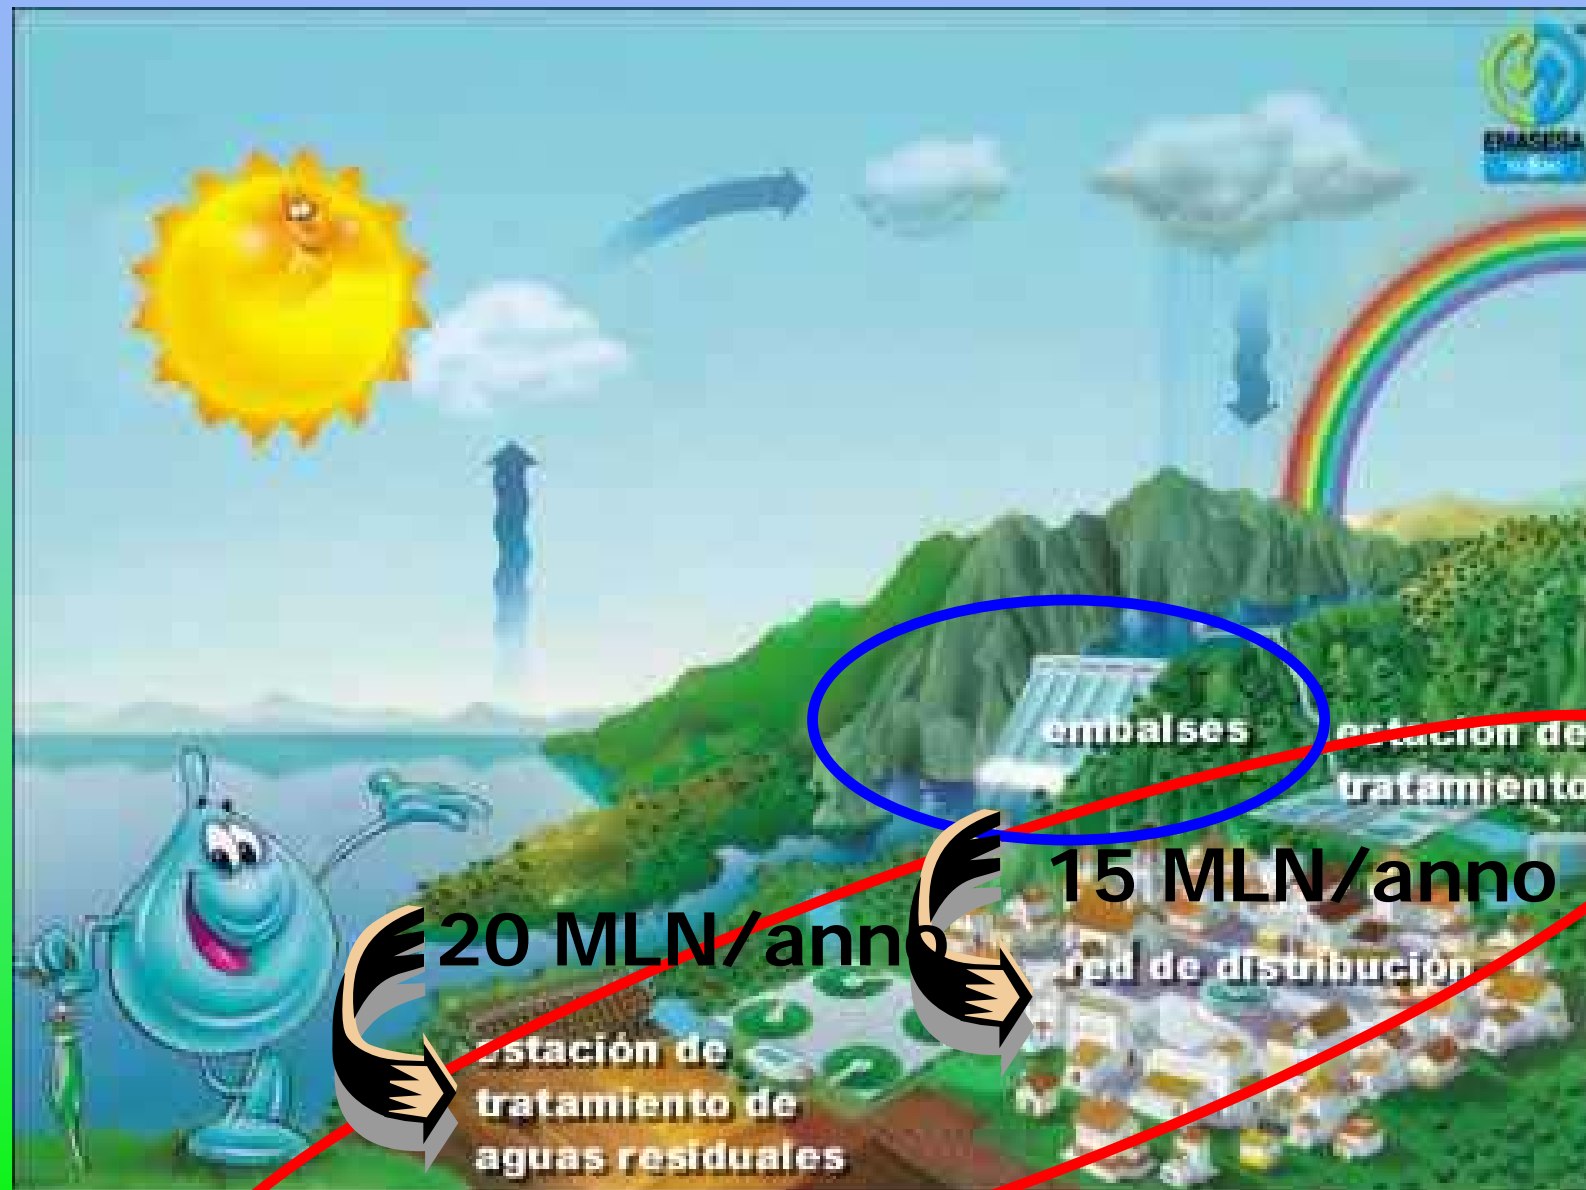 EMASESA
embalses
estación de
tratamiento
15 MLN/anno
20 MLN/anno
red de distribución
estación de
tratamiento de
aguas residuales